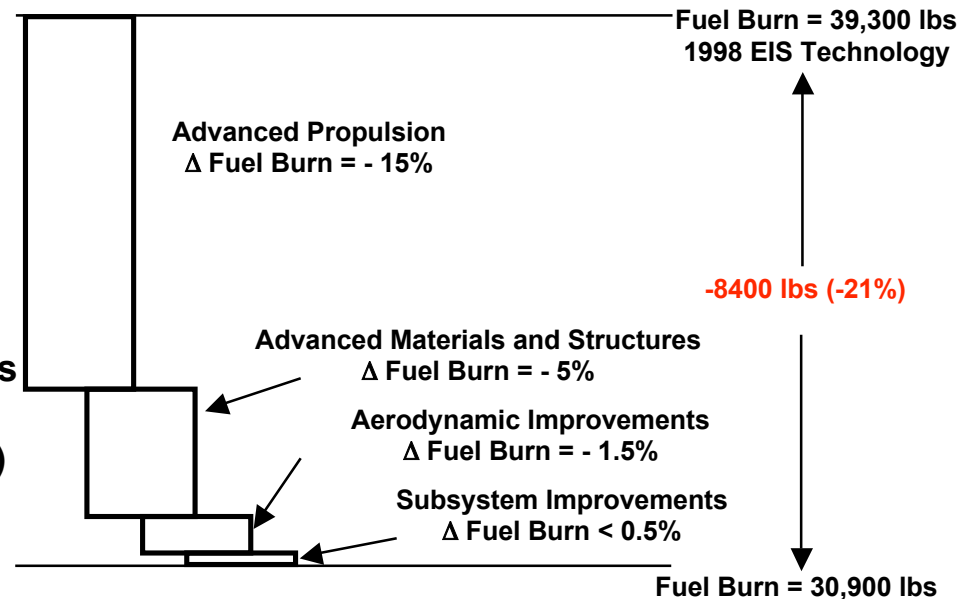 Fuel Burn = 39,300 lbs
1998 EIS Technology
Advanced Propulsion
Δ Fuel Burn = - 15%
-8400 lbs (-21%)
Advanced Materials and Structures
Δ Fuel Burn = - 5%
s
Aerodynamic Improvements
Δ Fuel Burn = - 1.5%
)
Subsystem Improvements
Δ Fuel Burn < 0.5%
Fuel Burn = 30,900 lbs